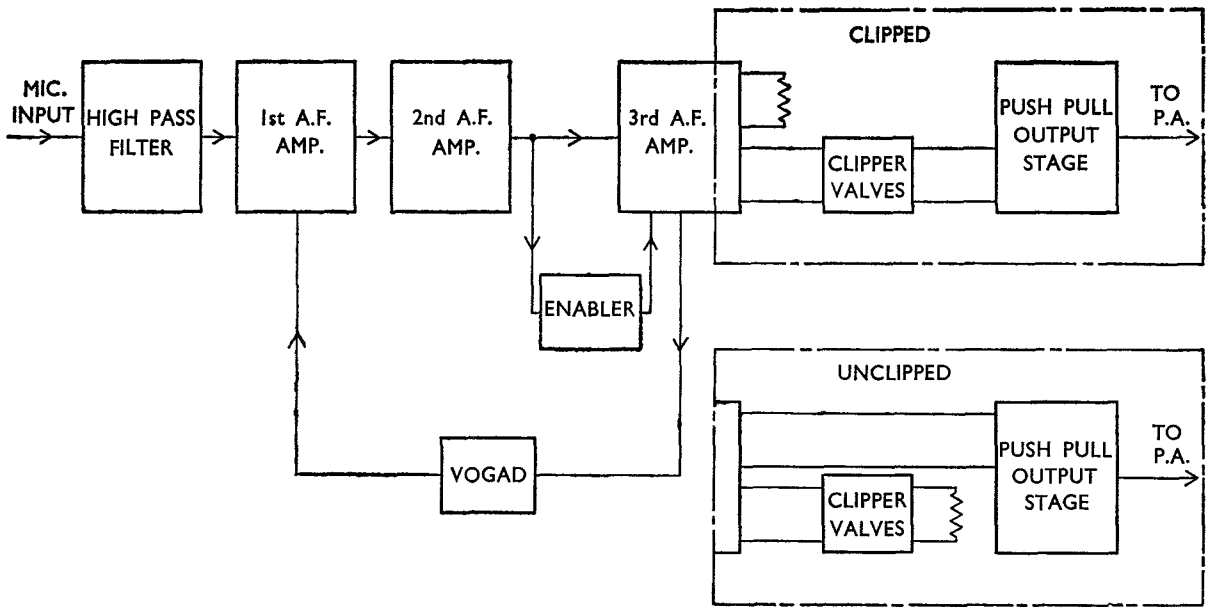 MIC.
INPUT
HIGH PASS
FILTER
1st A.F.
AMP.
2nd A.F.
AMP.
3rd A.F.
AMP.
ENABLER
VOGAD
CLIPPED
CLIPPER
VALVES
PUSH PULL
OUTPUT
STAGE
TO
P.A.
UNCLIPPED
CLIPPER
VALVES
PUSH PULL
OUTPUT
STAGE
TO
P.A.